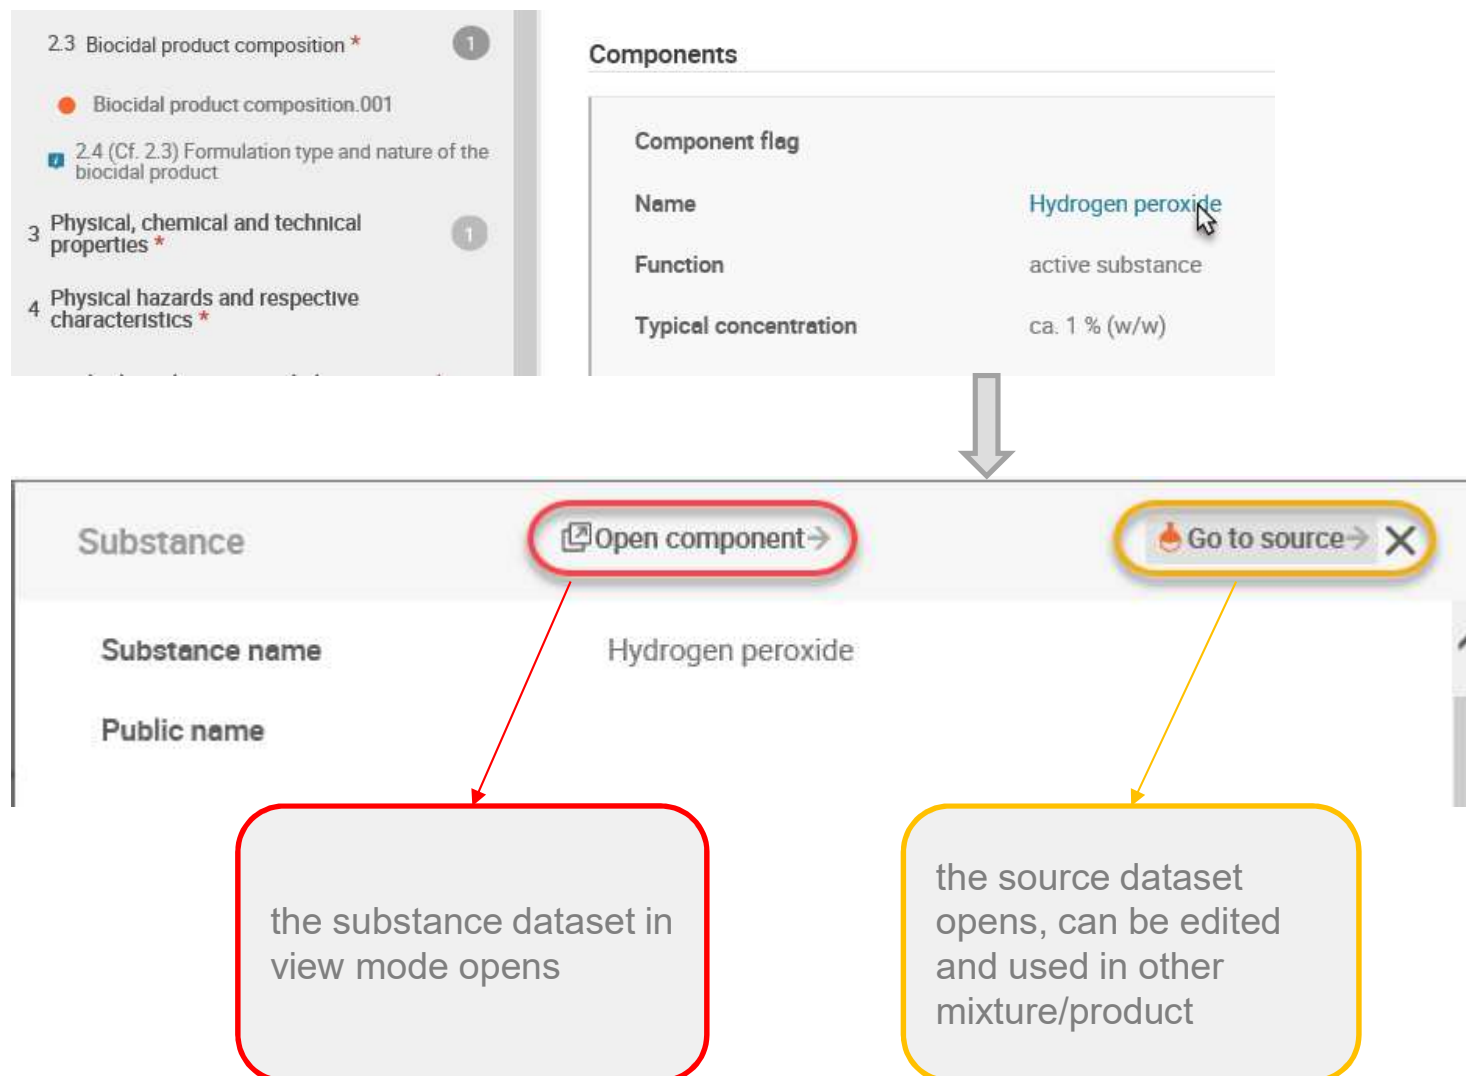 2.3 Biocidal product composition *
1
Biocidal product composition.001
2.4 (Cf. 2.3) Formulation type and nature of the
biocidal product
3 Physical, chemical and technical
properties *
1
4 Physical hazards and respective
characteristics *
Components
Component flag
Name Hydrogen peroxide
Function active substance
Typical concentration ca. 1 % (w/w)
Substance
Open component
Go to source
Substance name Hydrogen peroxide
Public name
the substance dataset in
view mode opens
the source dataset
opens, can be edited
and used in other
mixture/product